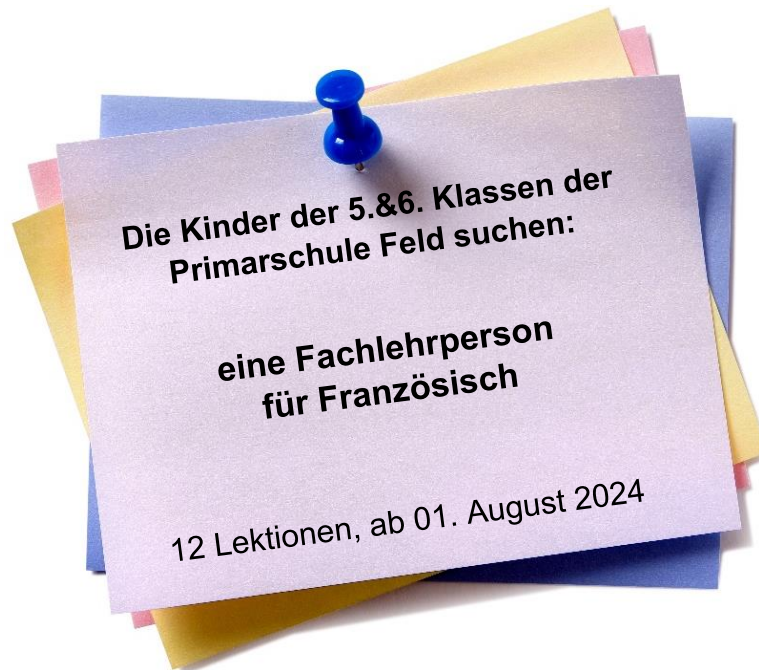 Die Kinder der 5.&6. Klassen der
Primarschule Feld suchen:
eine Fachlehrperson
für Französisch
12 Lektionen, ab 01. August 2024